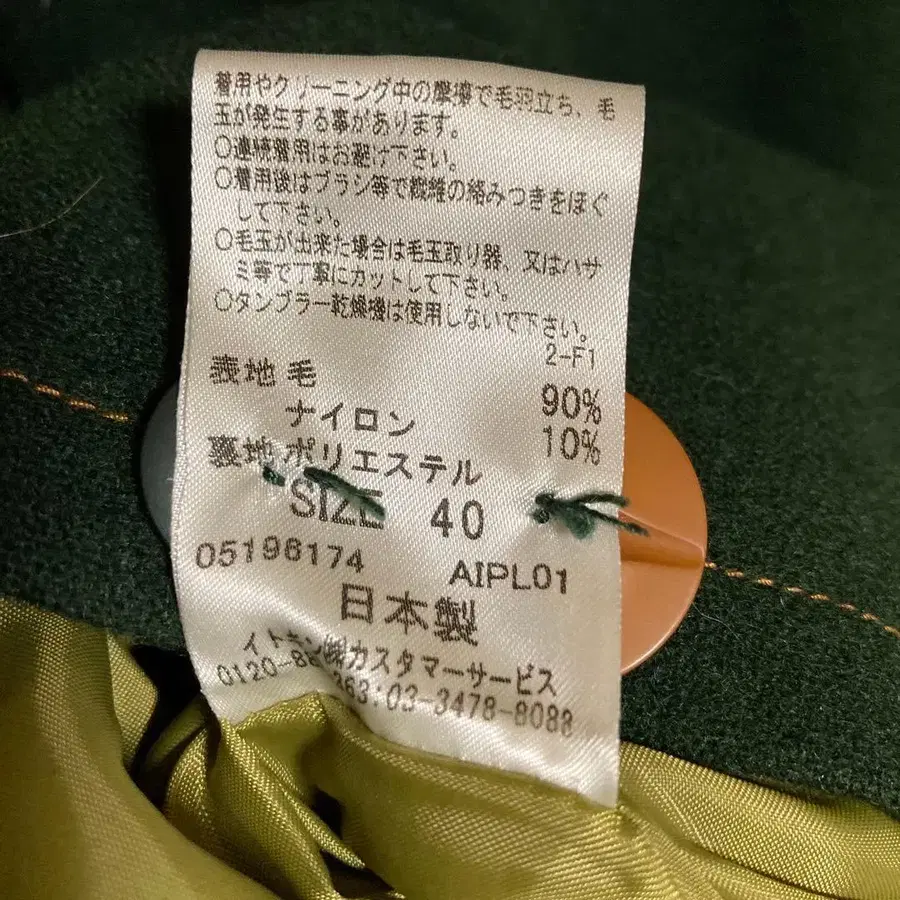 着用やクリーニング中の摩擦で毛羽立ち、毛
玉が発生する事があります。
○連続着用はお避け下さい。
○着用後はブラシ等で繊維の絡みつきをほぐ
して下さい。
○毛玉が出来た場合は毛玉取り器、又はハサ
ミ等で丁寧にカットして下さい。
○タンブラー乾燥機は使用しないで下さい。
2-F1
表地 毛 90%
ナイロン 10%
裏地 ポリエステル
SIZE 40
05196174 AIPL01
日本製
イトキン㈱カスタマーサービス
363:03-3478-8088